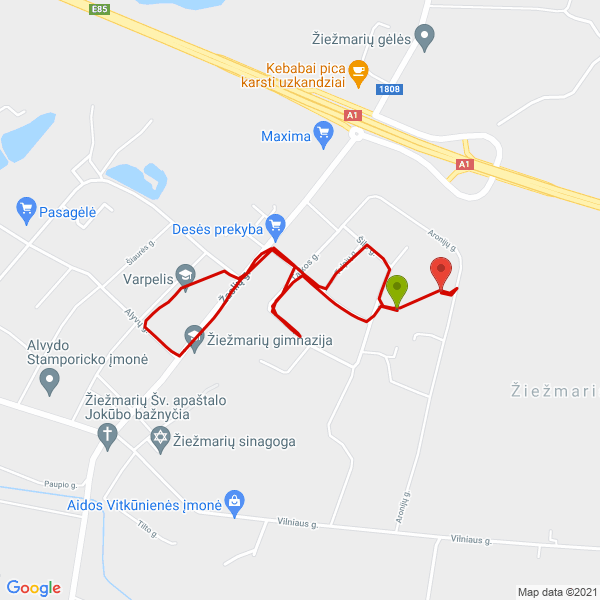 E85
Žiežmarių gėlės
Kebabai pica
karsti uzkandziai
1808
A1
Maxima
A1
Pasagėlė
Desės prekyba
Aronijų g.
Šiaurės g.
Šilo g.
Varpelis
Žaslių g.
Alyvų g.
Žiežmarių gimnazija
Alvydo
Stamporicko įmonė
Žiežmari
Žiežmarių Šv. apaštalo
Jokūbo bažnyčia
Žiežmarių sinagoga
Paupio g.
Aidos Vitkūnienės įmonė
Aronijų g.
Tilto g.
Vilniaus g.
Vilniaus g.
Google
Map data ©2021